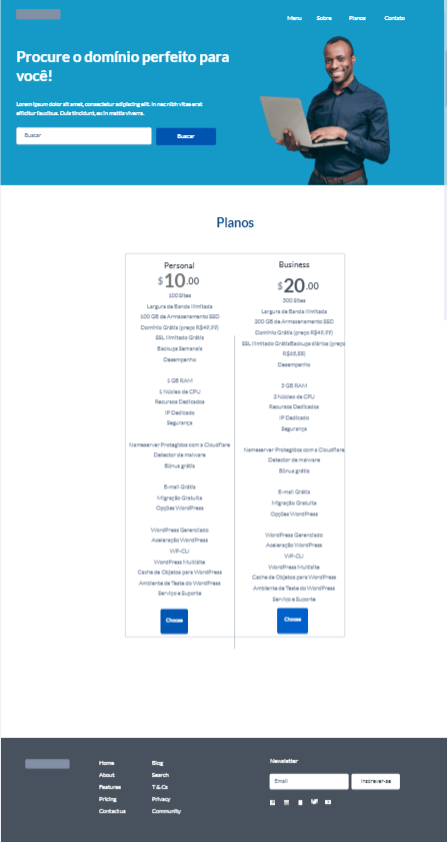 Menu Sobre Planos Contato
Procure o domínio perfeito para
você!
Lorem ipsum dolor sit amet, consectetur adipiscing elit. In nec nibh vitae erat
efficitur faucibus. Duis tincidunt, ex in mattis viverra.
Buscar
Buscar
Planos
Personal
$10.00
100 Sites
Largura de Banda Ilimitada
100 GB de Armazenamento SSD
Domínio Grátis (preço R$49,99)
SSL Ilimitado Grátis
Backups Semanais
Desempenho
1 GB RAM
1 Núcleo de CPU
Recursos Dedicados
IP Dedicado
Segurança
Nameserver Protegidos com a Cloudflare
Detector de malware
Bônus grátis
E-mail Grátis
Migração Gratuita
Opções WordPress
WordPress Gerenciado
Aceleração WordPress
WP-CLI
WordPress Multisite
Cache de Objetos para WordPress
Ambiente de Teste do WordPress
Serviço e Suporte
Choose
Business
$20.00
300 Sites
Largura de Banda Ilimitada
200 GB de Armazenamento SSD
Domínio Grátis (preço R$49,99)
SSL Ilimitado GrátisBackups diários (preço
Desempenho
3 GB RAM
2 Núcleo de CPU
Recursos Dedicados
IP Dedicado
Segurança
Nameserver Protegidos com a Cloudflare
Detector de malware
Bônus grátis
E-mail Grátis
Migração Gratuita
Opções WordPress
WordPress Gerenciado
Aceleração WordPress
WP-CLI
WordPress Multisite
Cache de Objetos para WordPress
Ambiente de Teste do WordPress
Serviço e Suporte
Choose
Home
About
Features
Pricing
Contact us
Blog
Search
T & Cs
Privacy
Community
Newsletter
Email
Inscrever-se